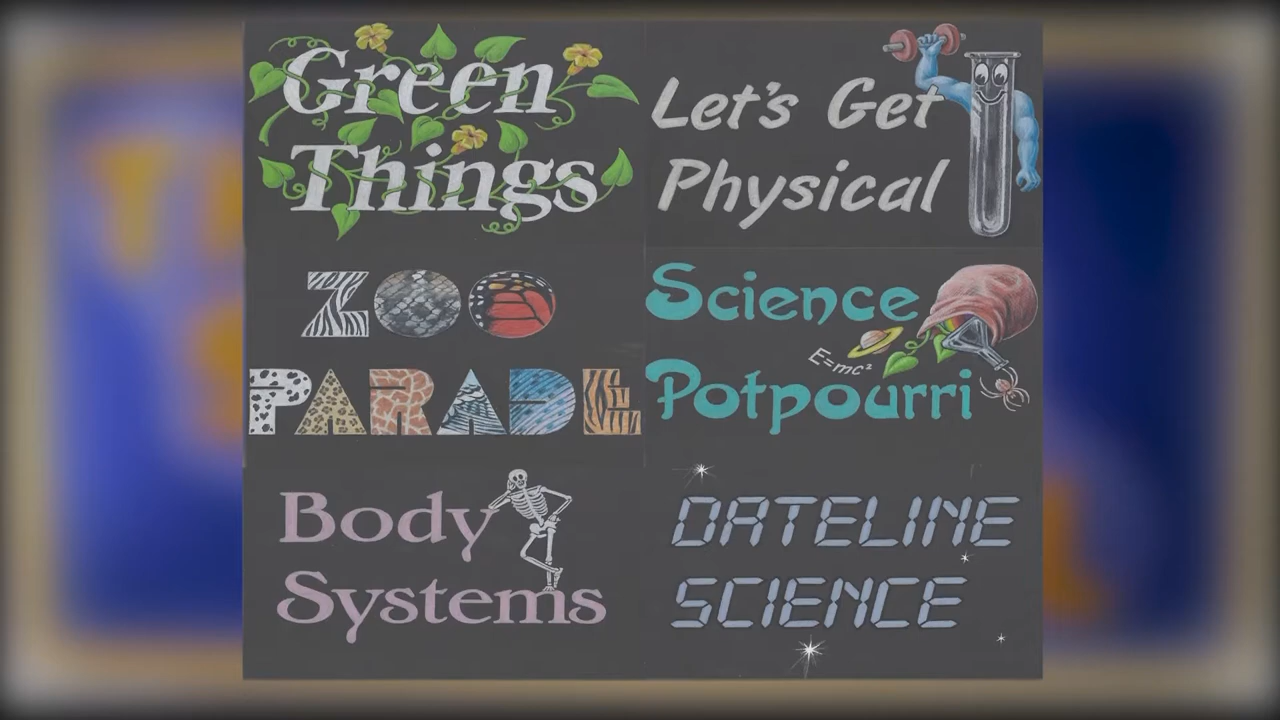 Green
Things
Let's Get
Physical
ZOO
PARADE
Science
E=mc²
Potpourri
Body
Systems
DATELINE
SCIENCE